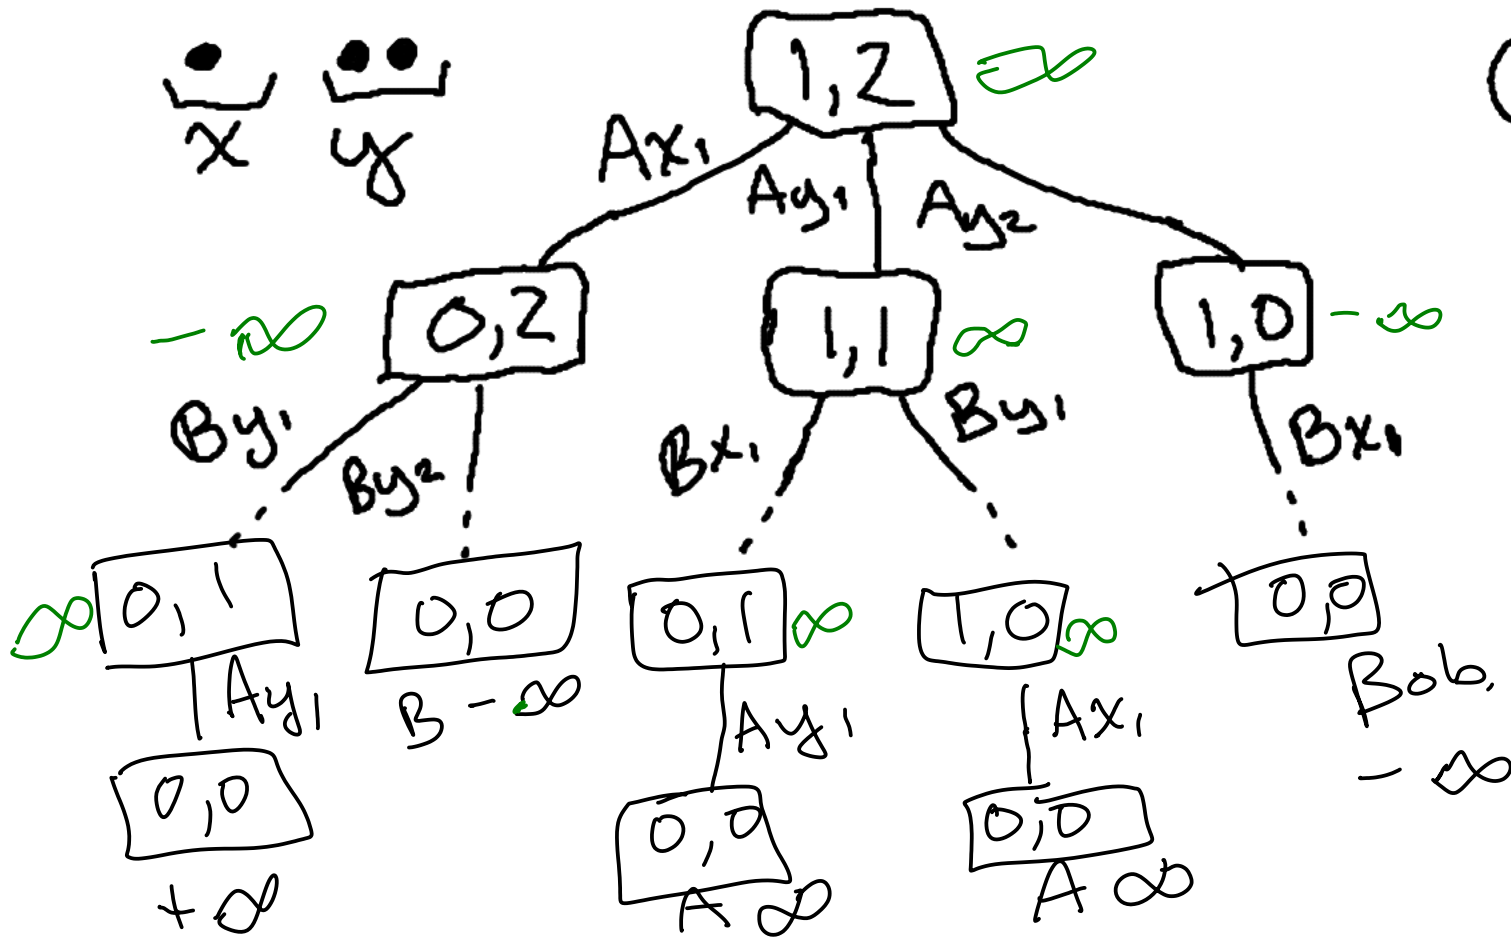 1,2 ∞
x y
Ax1 Ay1 Ay2
-∞ 0,2 1,1 ∞ 1,0 -∞
By1 By2 Bx1 By1 Bx1
∞ 0,1 0,0 0,1 ∞ 1,0 ∞ 0,0
Ay1 B -∞ Ay1 Ax1 Bob.
-∞
0,0 0,0 0,0
+∞ A ∞ A ∞